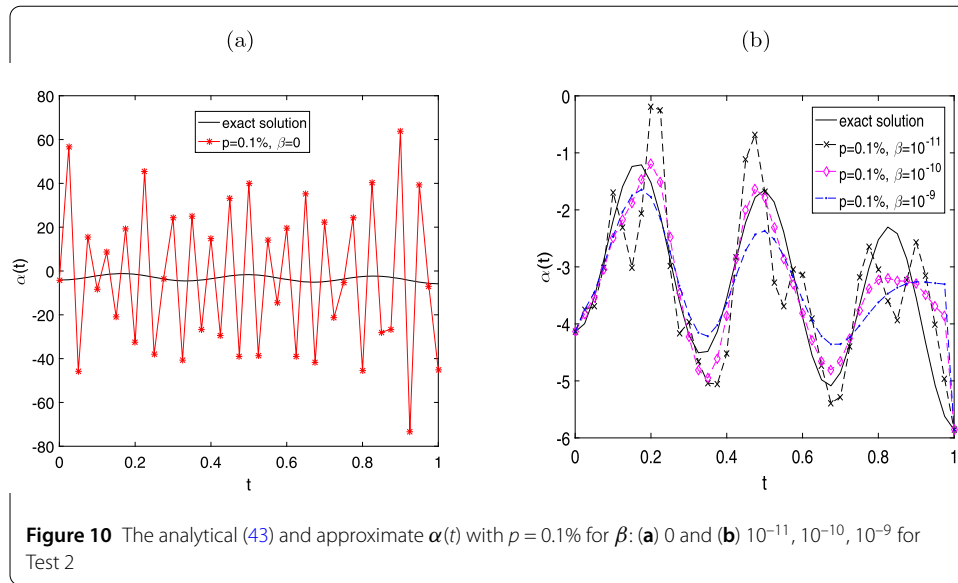 (a)
(b)
80
60
40
20
0
-20
-40
-60
-80
α(t)
0
0.2
0.4
0.6
0.8
1
t
exact solution
p=0.1%, β=0
0
-1
-2
-3
-4
-5
-6
α(t)
0
0.2
0.4
0.6
0.8
1
t
exact solution
p=0.1%, β=10⁻¹¹
p=0.1%, β=10⁻¹⁰
p=0.1%, β=10⁻⁹
Figure 10 The analytical (43) and approximate α(t) with p = 0.1% for β: (a) 0 and (b) 10⁻¹¹, 10⁻¹⁰, 10⁻⁹ for
Test 2